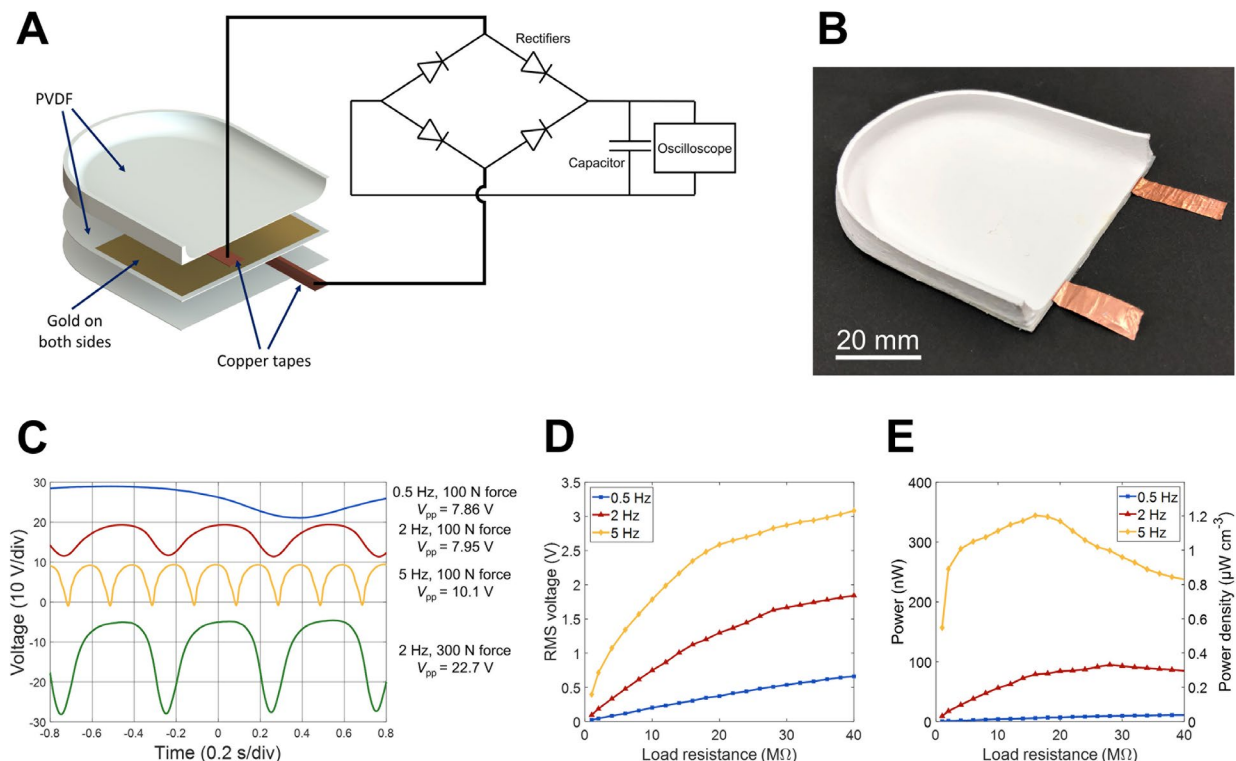 A
Rectifiers
PVDF
Capacitor
Oscilloscope
Gold on
both sides
Copper tapes
B
20 mm
C
Voltage (10 V/div)
30
20
10
0
-10
-20
-30
-0.8 -0.6 -0.4 -0.2 0 0.2 0.4 0.6 0.8
Time (0.2 s/div)
0.5 Hz, 100 N force
Vpp = 7.86 V
2 Hz, 100 N force
Vpp = 7.95 V
5 Hz, 100 N force
Vpp = 10.1 V
2 Hz, 300 N force
Vpp = 22.7 V
D
RMS voltage (V)
3.5
3
2.5
2
1.5
1
0.5
0
0 10 20 30 40
Load resistance (MΩ)
0.5 Hz
2 Hz
5 Hz
E
Power (nW)
400
300
200
100
0
0 10 20 30 40
Load resistance (MΩ)
0.5 Hz
2 Hz
5 Hz
1.2
1
0.8
0.6
0.4
0.2
0
Power density (µW cm⁻³)